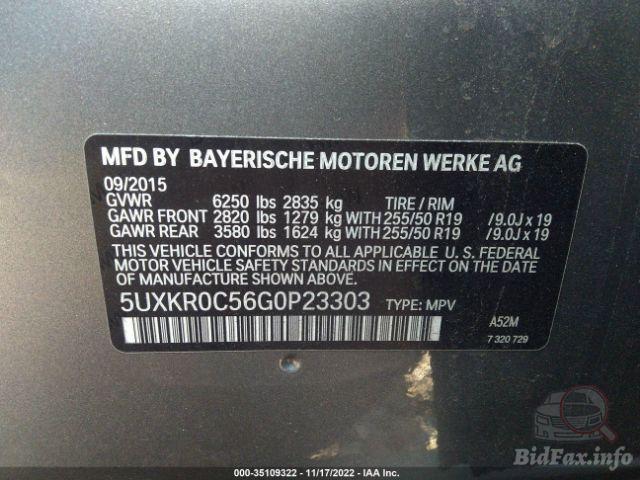 MFD BY BAYERISCHE MOTOREN WERKE AG
09/2015
GVWR 6250 lbs 2835 kg TIRE / RIM
GAWR FRONT 2820 lbs 1279 kg WITH 255/50 R19 /9.0J x 19
GAWR REAR 3580 lbs 1624 kg WITH 255/50 R19 /9.0J x 19
THIS VEHICLE CONFORMS TO ALL APPLICABLE U. S. FEDERAL
MOTOR VEHICLE SAFETY STANDARDS IN EFFECT ON THE DATE
OF MANUFACTURE SHOWN ABOVE.
5UXKR0C56G0P23303 TYPE: MPV
A52M
7 320 729
000-35109322 - 11/17/2022 - IAA Inc.
BidFax.info